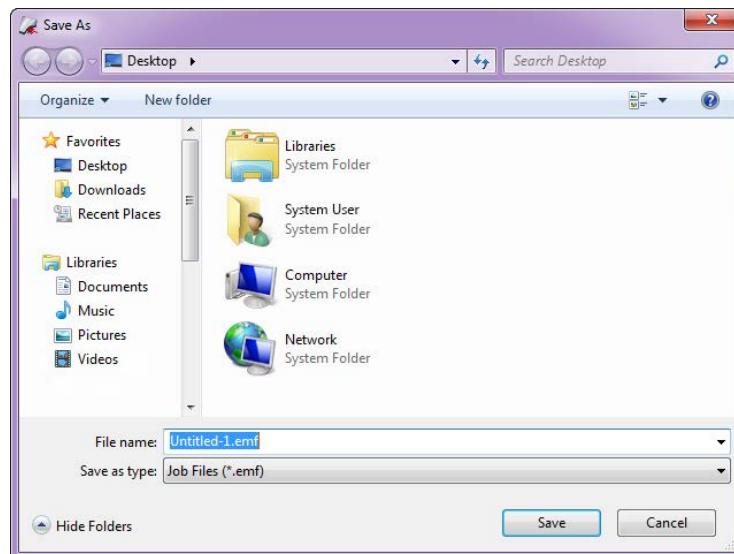 Save As
Desktop
Search Desktop
Organize
New folder
Favorites
Desktop
Downloads
Recent Places
Libraries
Documents
Music
Pictures
Videos
Libraries
System Folder
System User
System Folder
Computer
System Folder
Network
System Folder
File name: Untitled-1.emf
Save as type: Job Files (*.emf)
Hide Folders
Save
Cancel